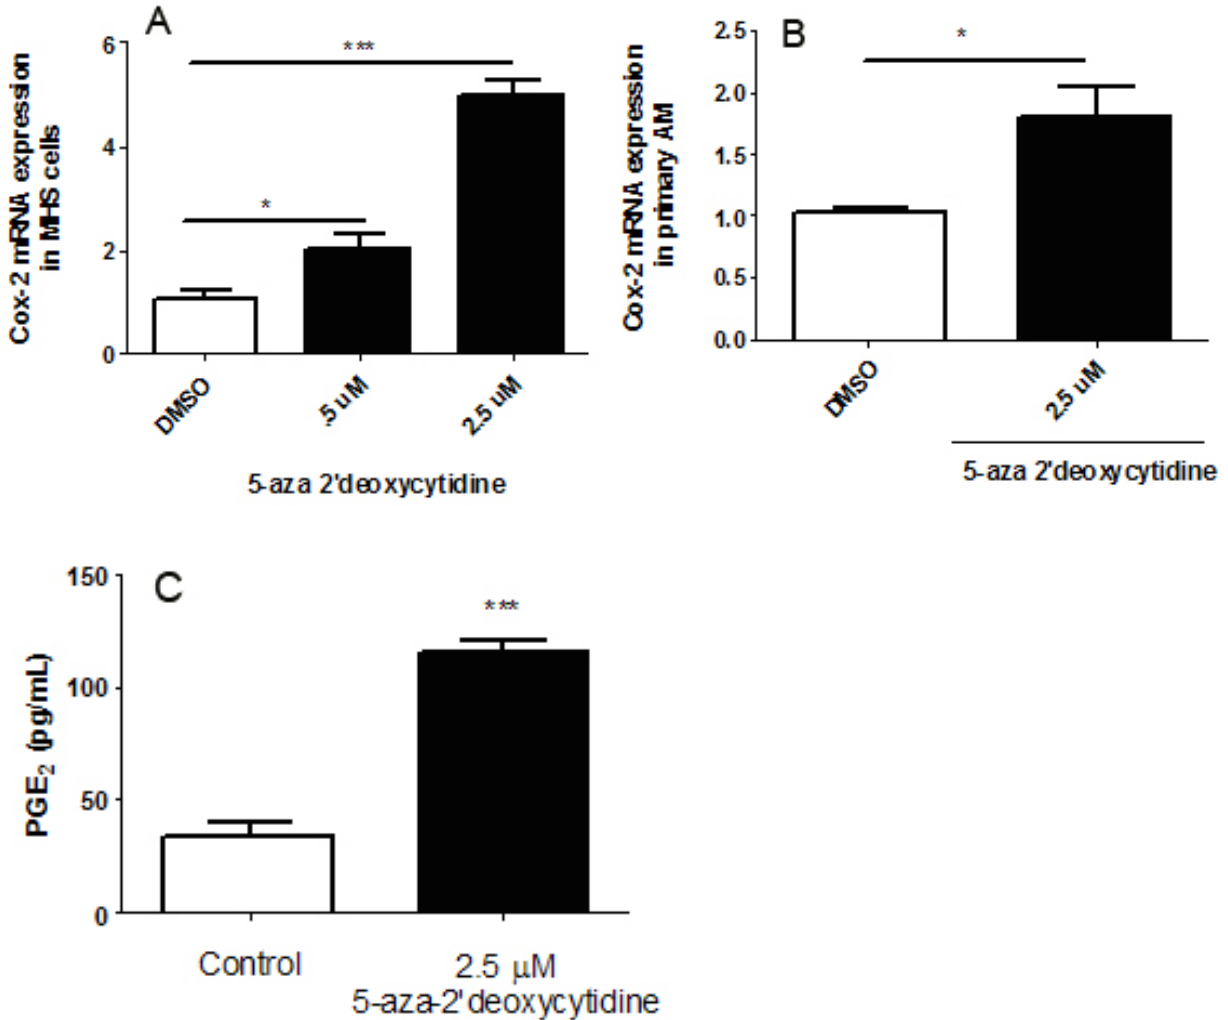 A
Cox-2 mRNA expression
in MHS cells
6
4
2
0
***
*
DMSO
.5 uM
2.5 uM
5-aza 2'deoxycytidine
B
Cox-2 mRNA expression
in primary AM
2.5
2.0
1.5
1.0
0.5
0.0
*
DMSO
2.5 uM
5-aza 2'deoxycytidine
C
PGE2 (pg/mL)
150
100
50
0
***
Control
2.5 μM
5-aza-2'deoxycytidine